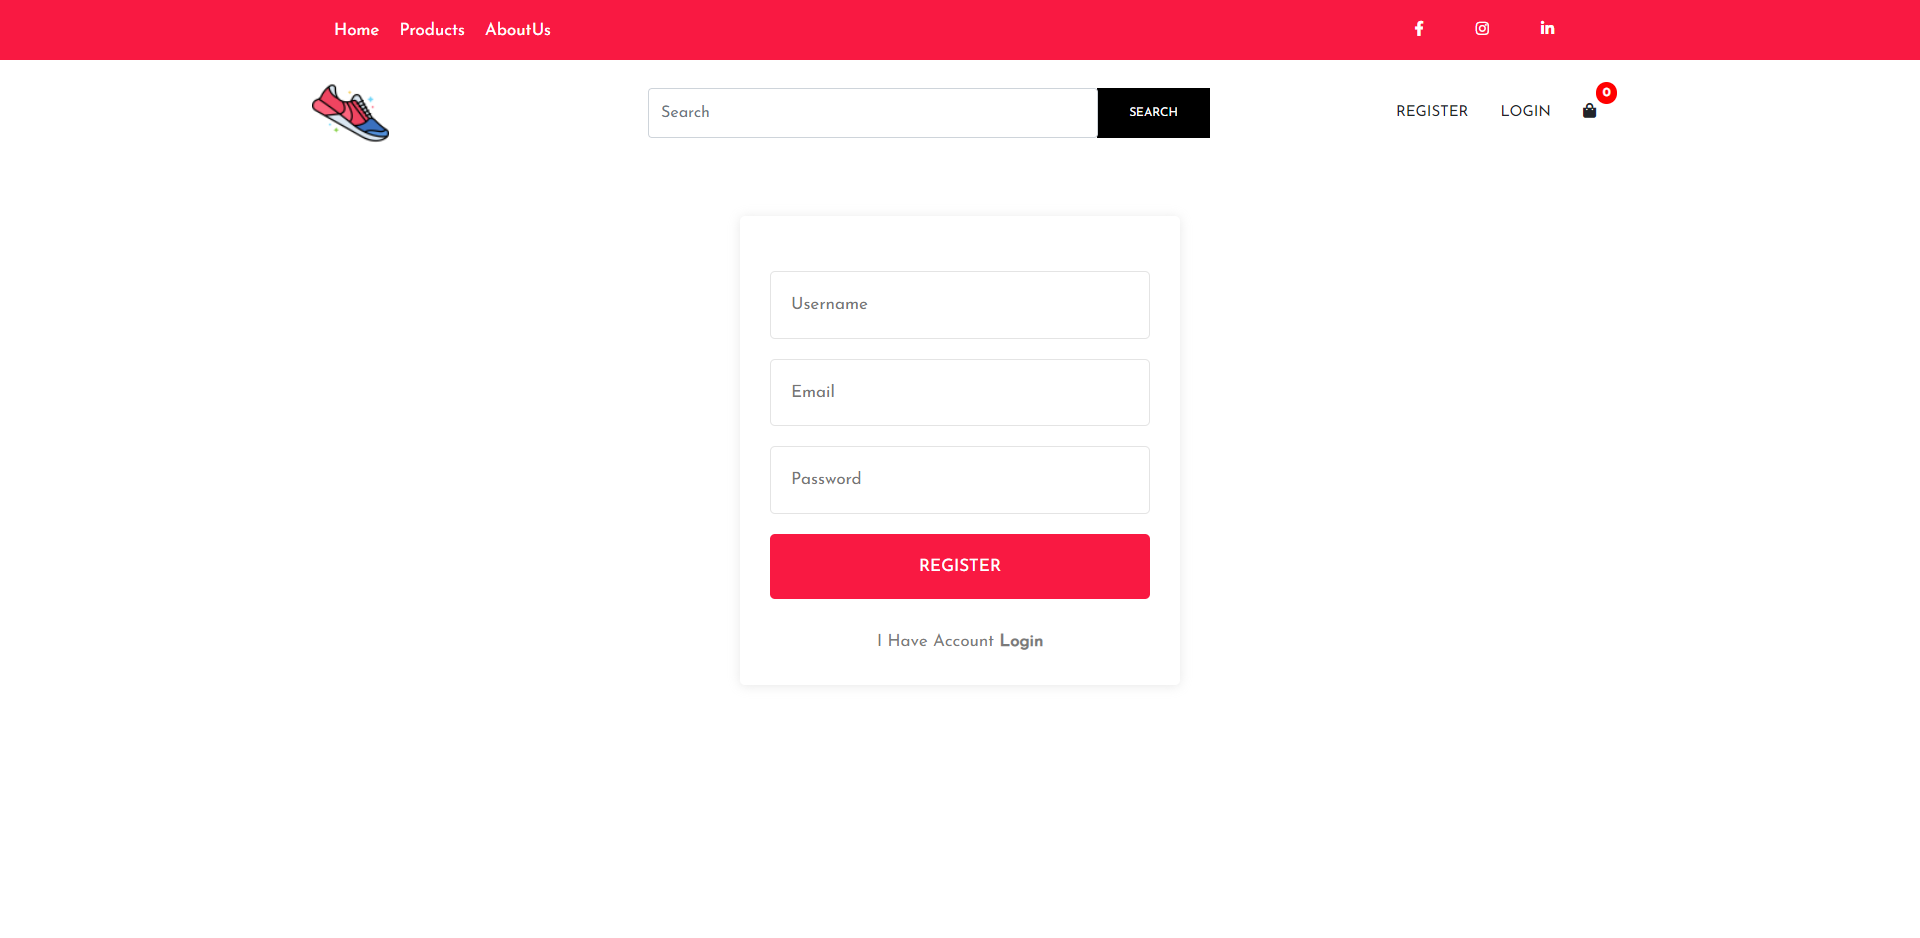 Home Products AboutUs
Search SEARCH REGISTER LOGIN 0
Username
Email
Password
REGISTER
I Have Account Login